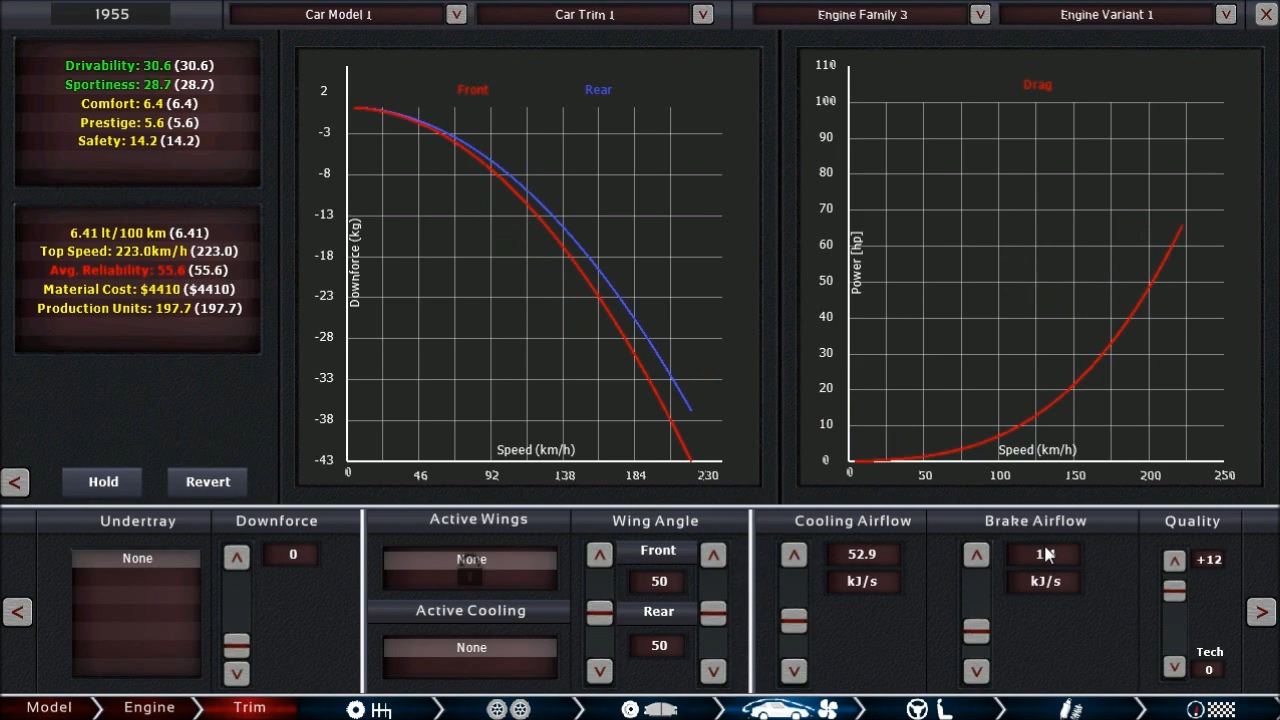 1955
Car Model 1
Car Trim 1
Engine Family 3
Engine Variant 1
Drivability: 30.6 (30.6)
Sportiness: 28.7 (28.7)
Comfort: 6.4 (6.4)
Prestige: 5.6 (5.6)
Safety: 14.2 (14.2)
6.41 lt/100 km (6.41)
Top Speed: 223.0km/h (223.0)
Avg. Reliability: 55.6 (55.6)
Material Cost: $4410 ($4410)
Production Units: 197.7 (197.7)
Hold
Revert
Front
Rear
2
-3
-8
-13
-18
-23
-28
-33
-38
-43
Downforce (kg)
Speed (km/h)
0 46 92 138 184 230
Drag
110
100
90
80
70
60
50
40
30
20
10
0
Power [hp]
Speed (km/h)
0 50 100 150 200 250
Undertray
None
Downforce
0
Active Wings
None
Active Cooling
None
Wing Angle
Front
50
Rear
50
Cooling Airflow
52.9
kJ/s
Brake Airflow
kJ/s
Quality
+12
Tech
0
Model
Engine
Trim